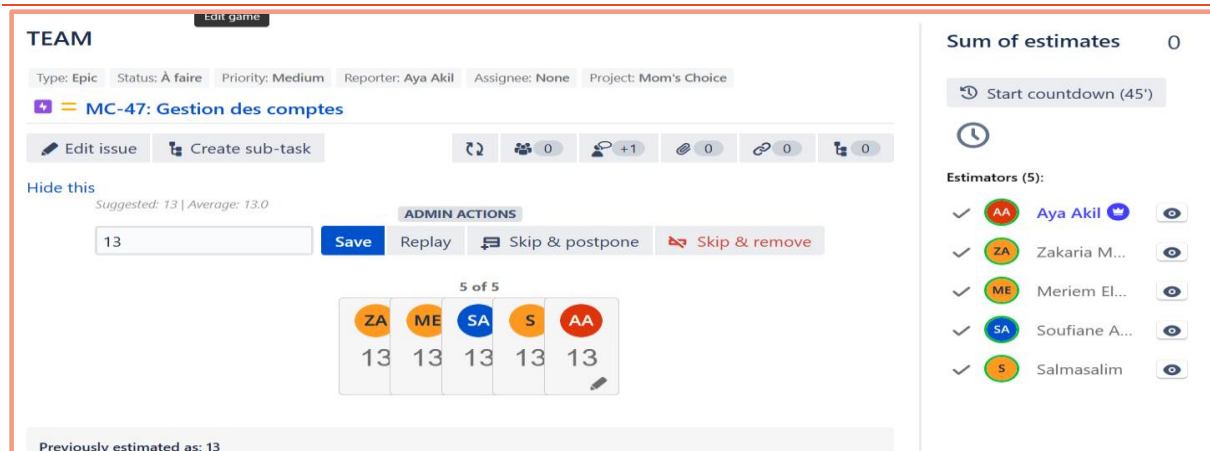 Edit game
TEAM
Type: Epic Status: À faire Priority: Medium Reporter: Aya Akil Assignee: None Project: Mom's Choice
MC-47: Gestion des comptes
Edit issue Create sub-task 0 +1 0 0 0
Hide this
Suggested: 13 | Average: 13.0
ADMIN ACTIONS
13 Save Replay Skip & postpone Skip & remove
5 of 5
ZA ME SA S AA
13 13 13 13 13
Previously estimated as: 13
Sum of estimates 0
Start countdown (45')
Estimators (5):
AA Aya Akil
ZA Zakaria M...
ME Meriem El...
SA Soufiane A...
S Salmasalim